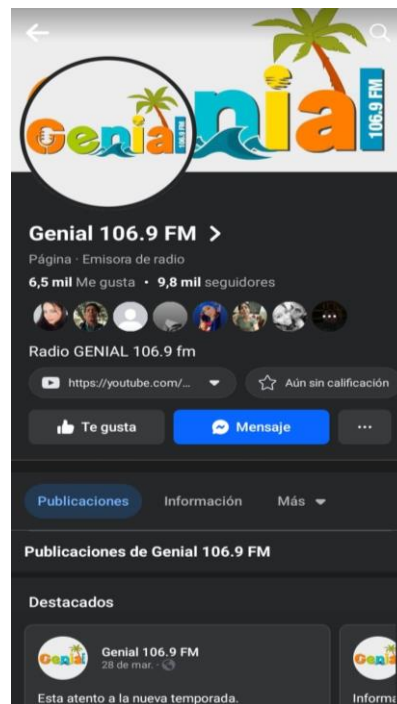 Genial
106.9 FM
Genial
106.9 FM
Genial 106.9 FM
Página · Emisora de radio
6,5 mil Me gusta • 9,8 mil seguidores
Radio GENIAL 106.9 fm
https://youtube.com/...
Aún sin calificación
Te gusta
Mensaje
Publicaciones
Información
Más
Publicaciones de Genial 106.9 FM
Destacados
Genial
Genial 106.9 FM
28 de mar. ·
Esta atento a la nueva temporada.
Informa